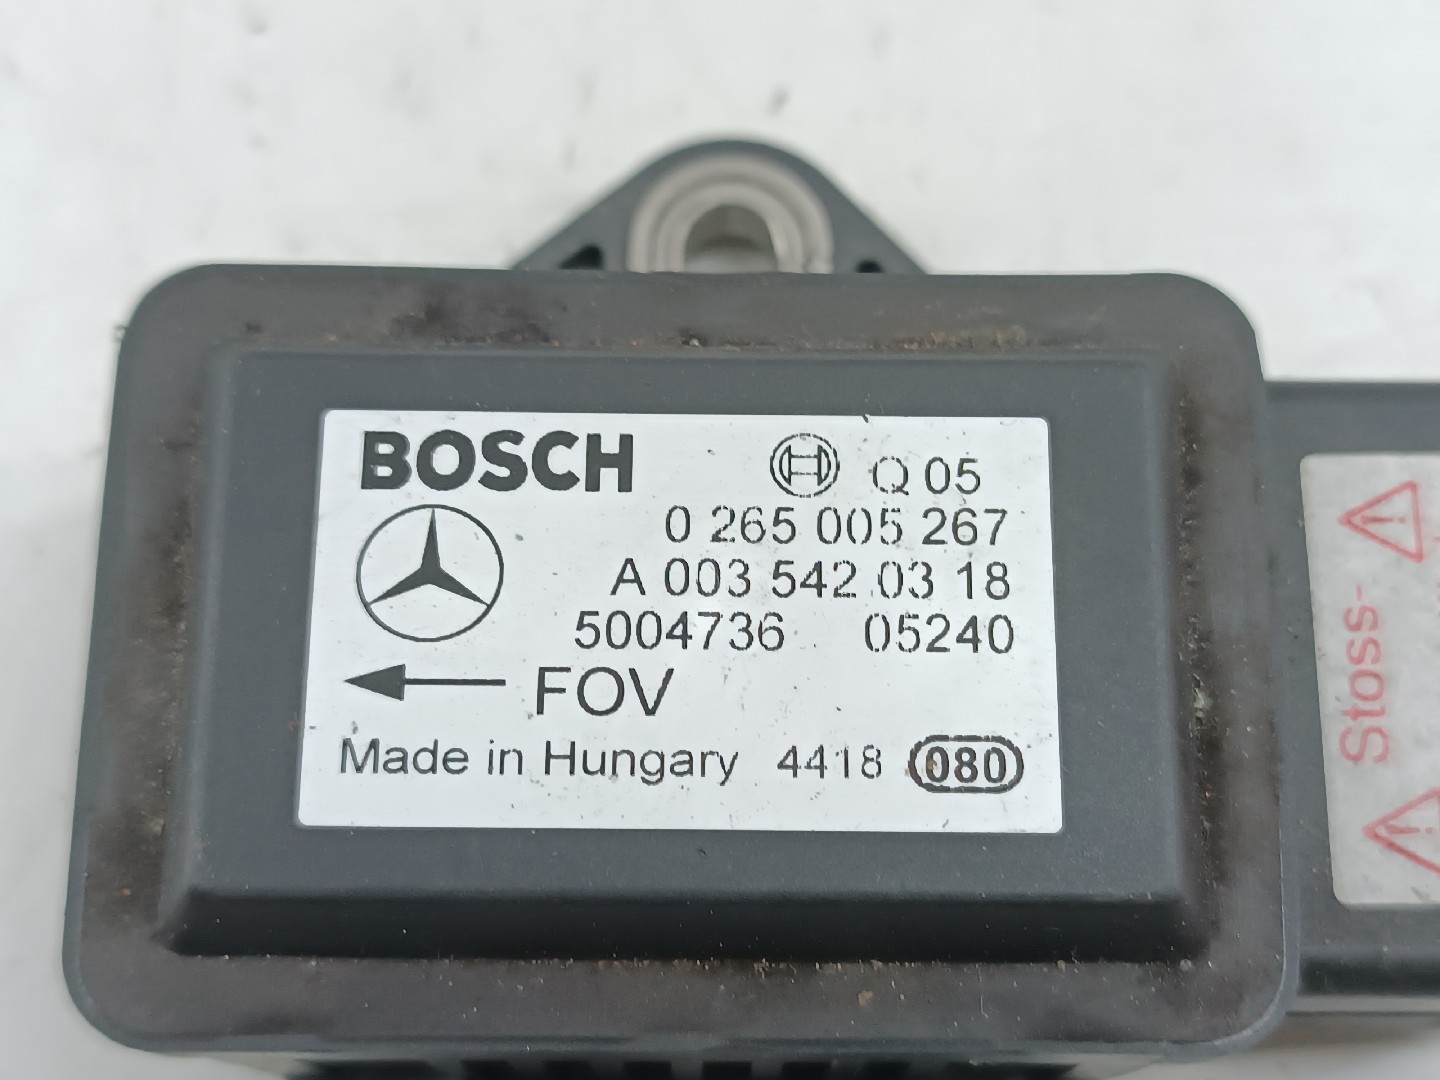 BOSCH Q 05
0 265 005 267
A 003 542 03 18
5004736 05240
FOV
Made in Hungary 4418 080
Stoss-